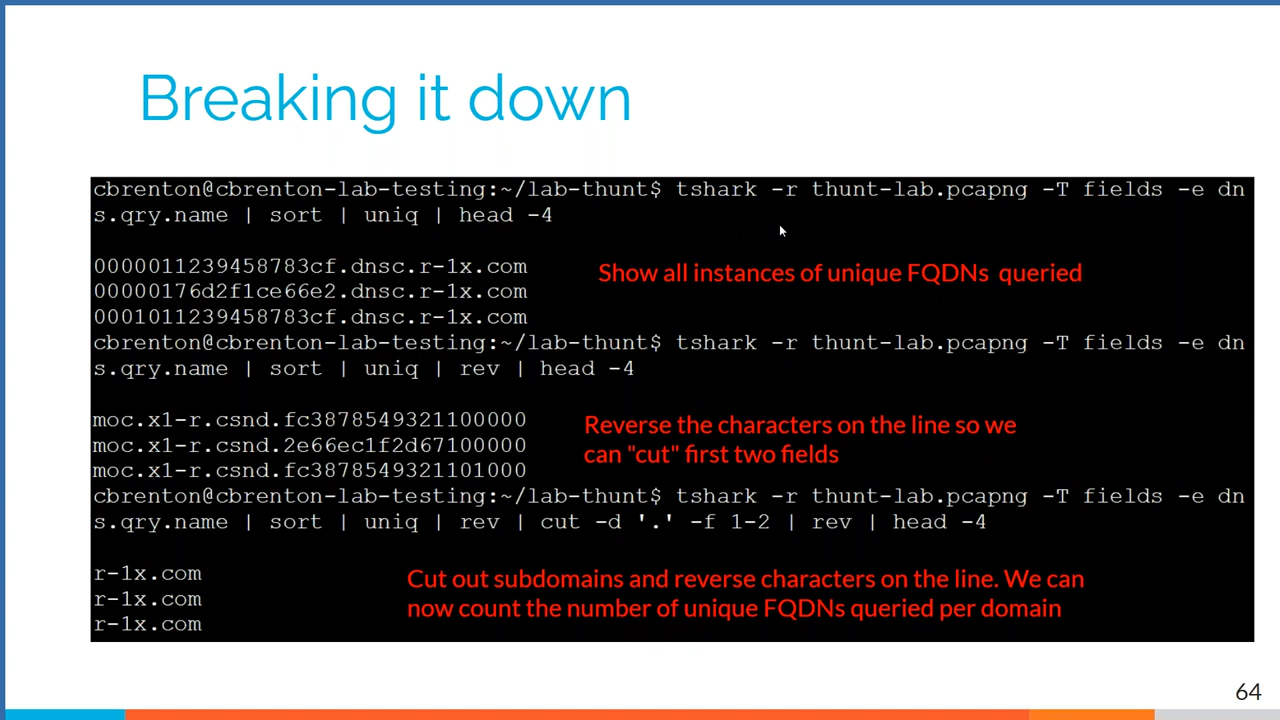 Breaking it down
cbrenton@cbrenton-lab-testing:~/lab-thunt$ tshark -r thunt-lab.pcapng -T fields -e dn
s.qry.name | sort | uniq | head -4
0000011239458783cf.dnsc.r-1x.com
00000176d2f1ce66e2.dnsc.r-1x.com
0001011239458783cf.dnsc.r-1x.com
Show all instances of unique FQDNs queried
cbrenton@cbrenton-lab-testing:~/lab-thunt$ tshark -r thunt-lab.pcapng -T fields -e dn
s.qry.name | sort | uniq | rev | head -4
moc.x1-r.csnd.fc3878549321100000
moc.x1-r.csnd.2e66ec1f2d67100000
moc.x1-r.csnd.fc3878549321101000
Reverse the characters on the line so we
can "cut" first two fields
cbrenton@cbrenton-lab-testing:~/lab-thunt$ tshark -r thunt-lab.pcapng -T fields -e dn
s.qry.name | sort | uniq | rev | cut -d '.' -f 1-2 | rev | head -4
r-1x.com
r-1x.com
r-1x.com
Cut out subdomains and reverse characters on the line. We can
now count the number of unique FQDNs queried per domain
64